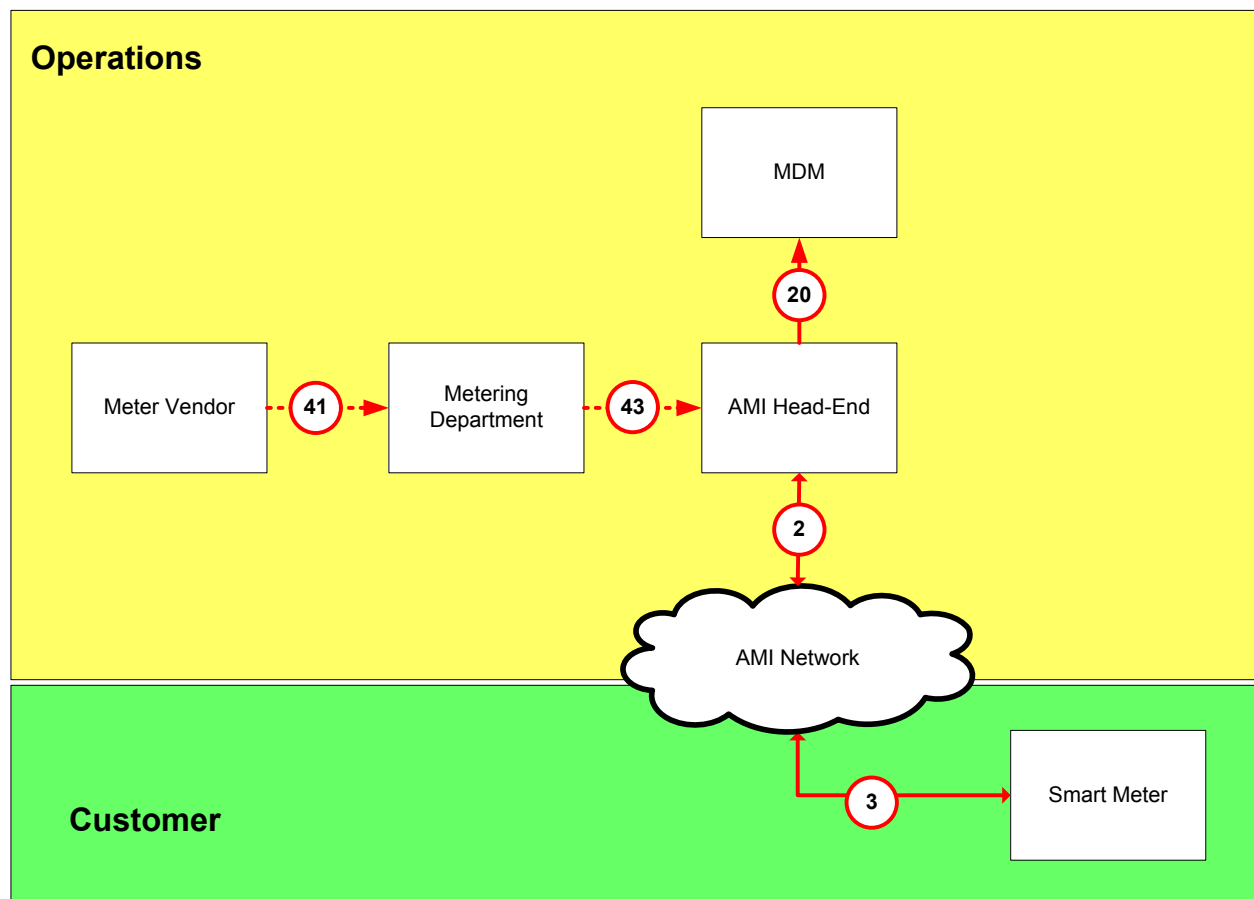 Operations
MDM
20
Meter Vendor
41
Metering
Department
43
AMI Head-End
2
AMI Network
3
Smart Meter
Customer